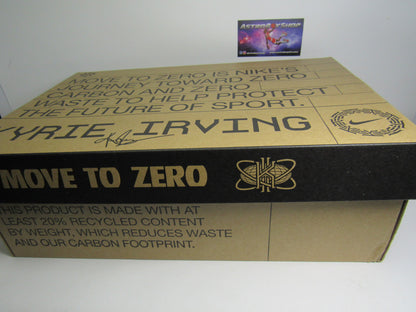 ASTROBOYSHOP
MOVE TO ZERO IS NIKE'S
JOURNEY TOWARD ZERO
CARBON AND ZERO
WASTE TO HELP PROTECT
THE FUTURE OF SPORT.
KYRIE IRVING
MOVE TO ZERO
THIS PRODUCT IS MADE WITH AT
LEAST 20% RECYCLED CONTENT
BY WEIGHT, WHICH REDUCES WASTE
AND OUR CARBON FOOTPRINT.